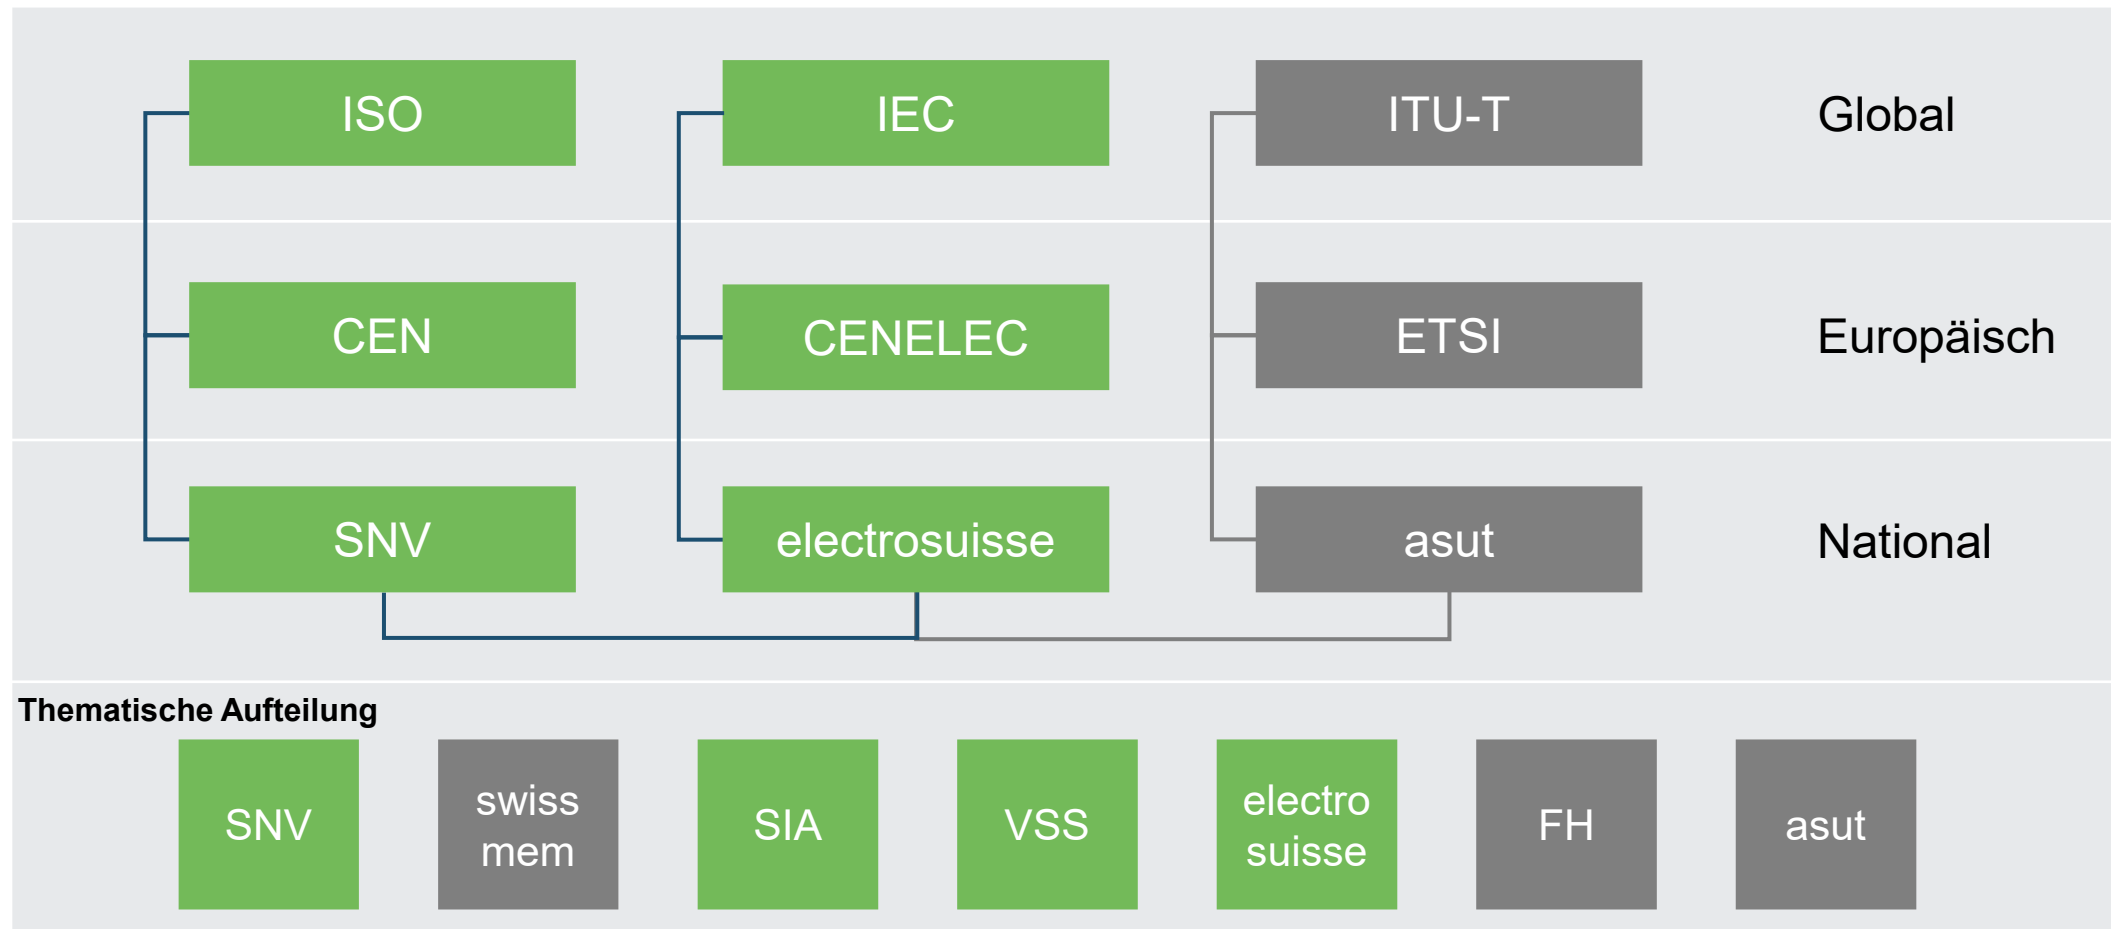 ISO
IEC
ITU-T
Global
CEN
CENELEC
ETSI
Europäisch
SNV
electrosuisse
asut
National
Thematische Aufteilung
SNV
swiss
mem
SIA
VSS
electro
suisse
FH
asut